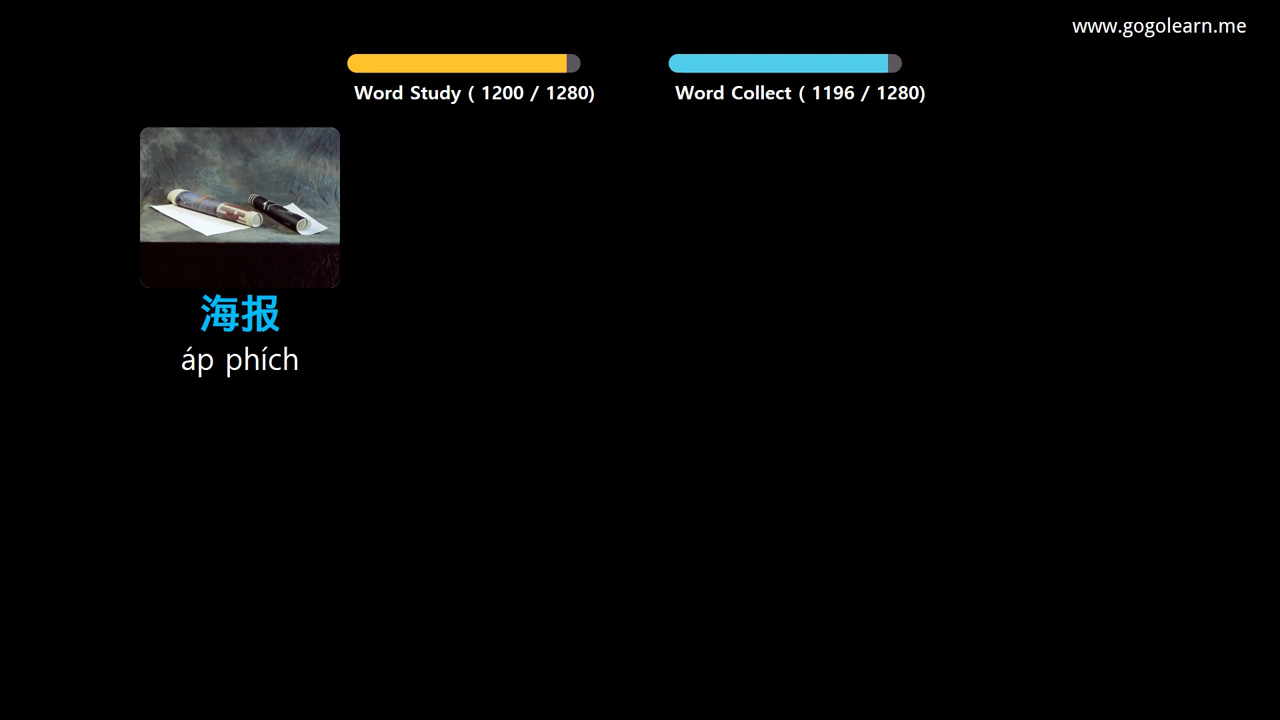 www.gogolearn.me
Word Study ( 1200 / 1280)
Word Collect ( 1196 / 1280)
海报
áp phích